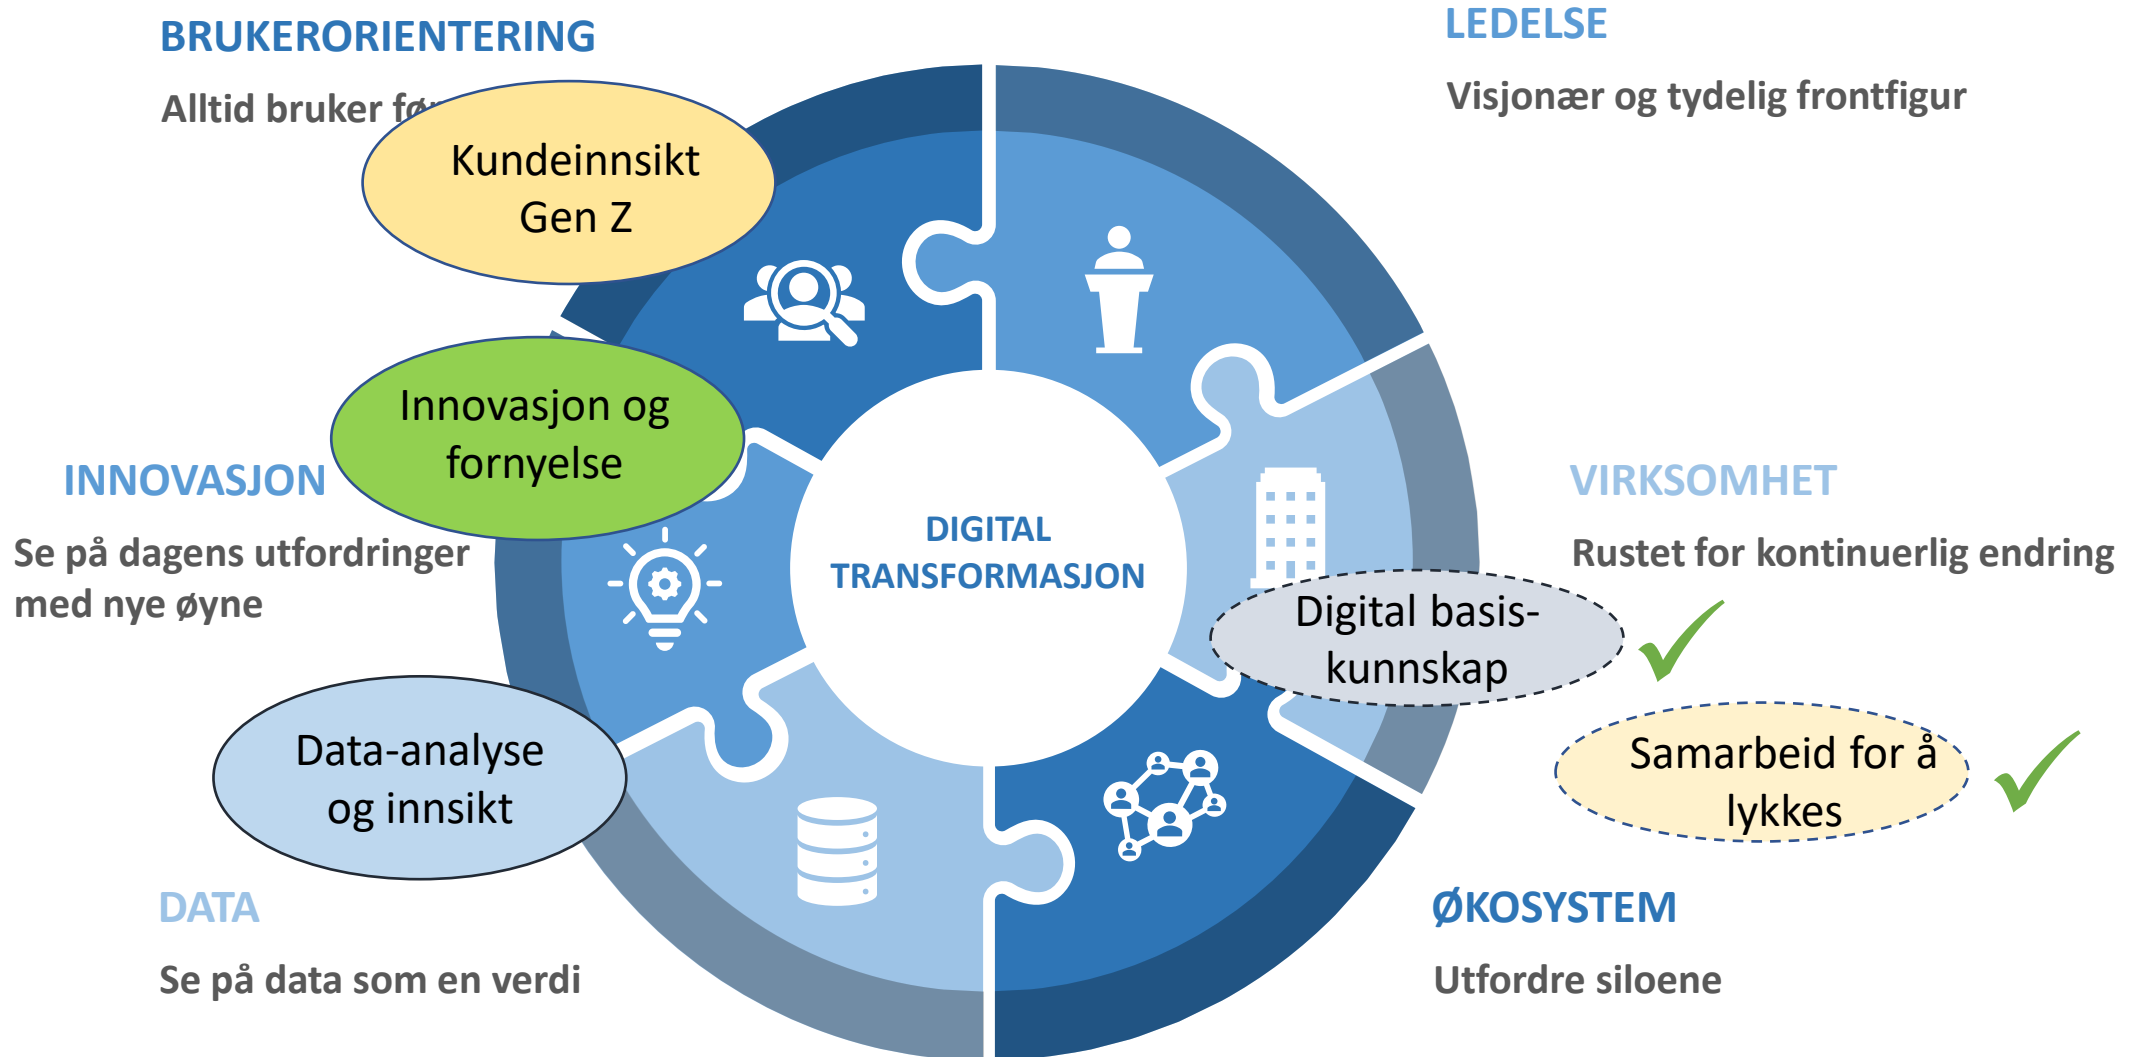 BRUKERORIENTERING
Alltid bruker
Kundeinnsikt
Gen Z
LEDELSE
Visjonær og tydelig frontfigur
Innovasjon og
fornyelse
INNOVASJON
Se på dagens utfordringer
med nye øyne
DIGITAL
TRANSFORMASJON
VIRKSOMHET
Rustet for kontinuerlig endring
Digital basis-
kunnskap
Samarbeid for å
lykkes
Data-analyse
og innsikt
DATA
Se på data som en verdi
ØKOSYSTEM
Utfordre siloene